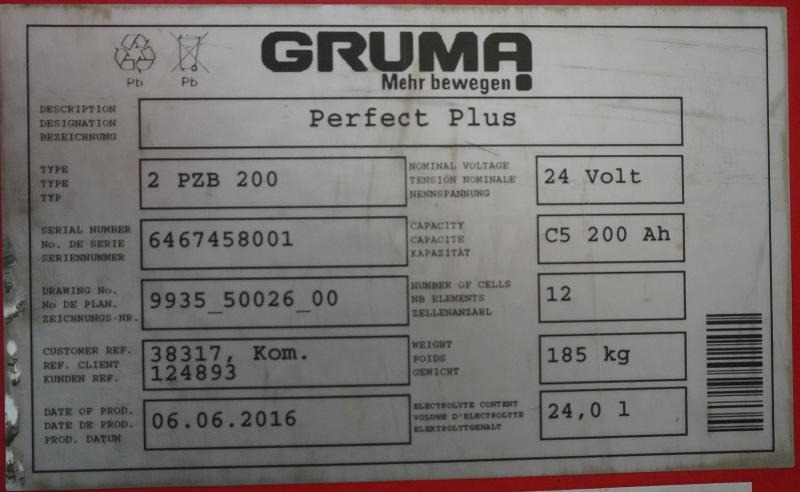 Pb
Pb
GRUMA
Mehr bewegen
DESCRIPTION
DESIGNATION
BEZEICHNUNG
Perfect Plus
TYPE
TYPE
TYP
2 PZB 200
NOMINAL VOLTAGE
TENSION NOMINALE
NENNSPANNUNG
24 Volt
SERIAL NUMBER
No. DE SERIE
SERIENNUMMER
6467458001
CAPACITY
CAPACITE
KAPAZITÄT
C5 200 Ah
DRAWING No.
No DE PLAN.
ZEICHNUNGS-NR.
9935_50026_00
NUMBER OF CELLS
NB ELEMENTS
ZELLENANZAHL
12
CUSTOMER REF.
REF. CLIENT
KUNDEN REF.
38317, Kom.
124893
WEIGHT
POIDS
GEWICHT
185 kg
DATE OF PROD.
DATE DE PROD.
PROD. DATUM
06.06.2016
ELECTROLYTE CONTENT
VOLUME D'ELECTROLYTE
ELEKTROLYTGEHALT
24,0 l